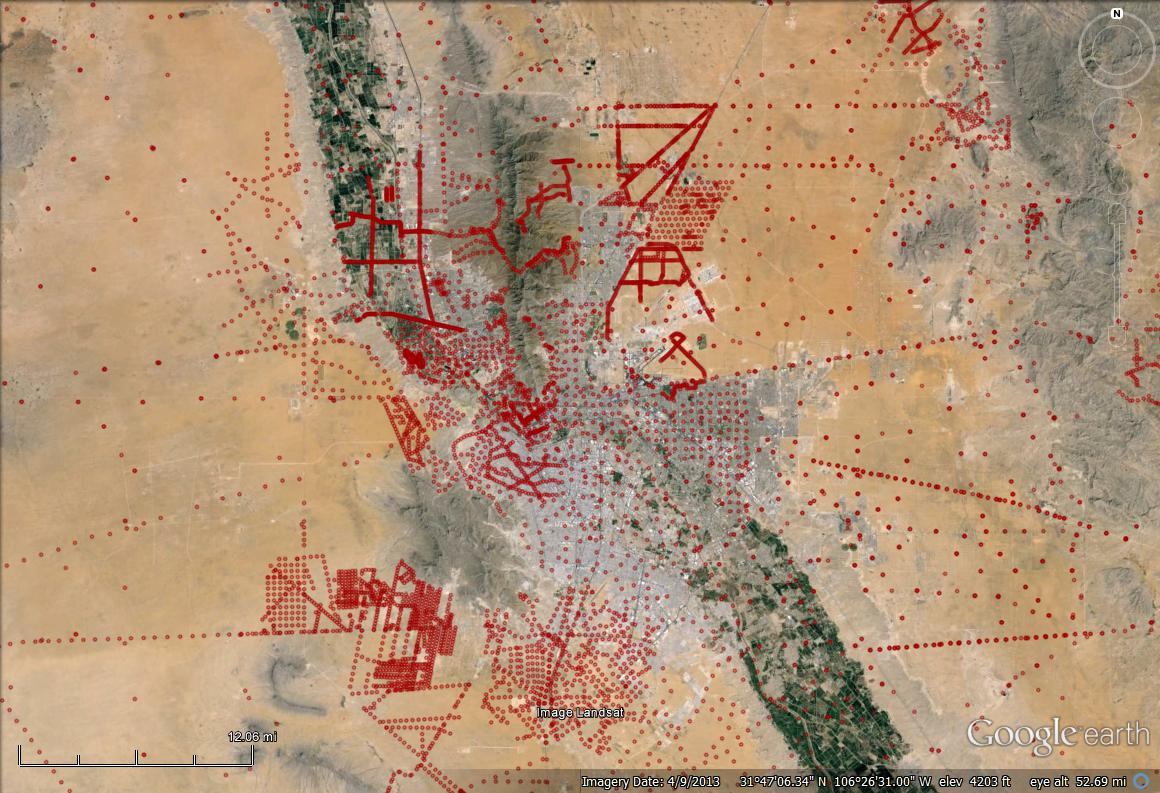 N
Image Landsat
12.06 mi
Google earth
Imagery Date: 4/9/2013 31°47'06.34" N 106°26'31.00" W elev 4203 ft eye alt 52.69 mi